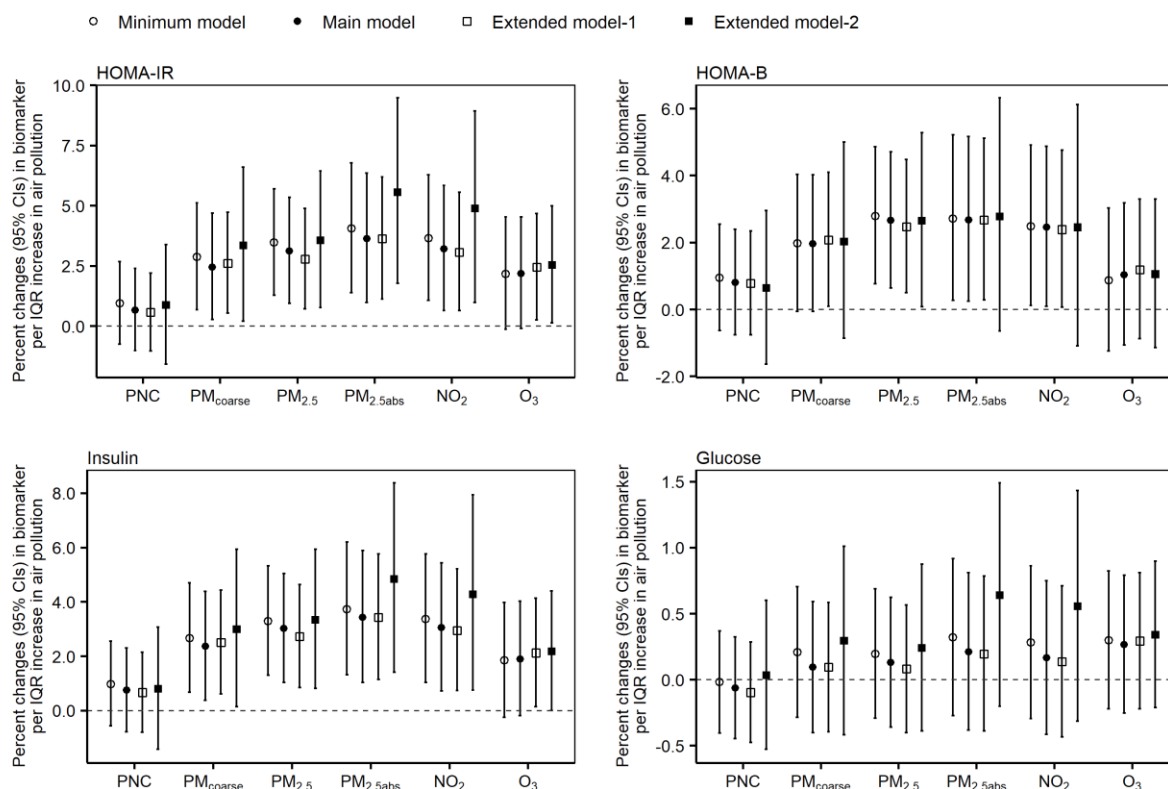 Minimum model Main model Extended model-1 Extended model-2
HOMA-IR
Percent changes (95% CIs) in biomarker
per IQR increase in air pollution
10.0
7.5
5.0
2.5
0.0
PNC PMcoarse PM2.5 PM2.5abs NO2 O3
HOMA-B
Percent changes (95% CIs) in biomarker
per IQR increase in air pollution
6.0
4.0
2.0
0.0
-2.0
PNC PMcoarse PM2.5 PM2.5abs NO2 O3
Insulin
Percent changes (95% CIs) in biomarker
per IQR increase in air pollution
8.0
6.0
4.0
2.0
0.0
PNC PMcoarse PM2.5 PM2.5abs NO2 O3
Glucose
Percent changes (95% CIs) in biomarker
per IQR increase in air pollution
1.5
1.0
0.5
0.0
-0.5
PNC PMcoarse PM2.5 PM2.5abs NO2 O3